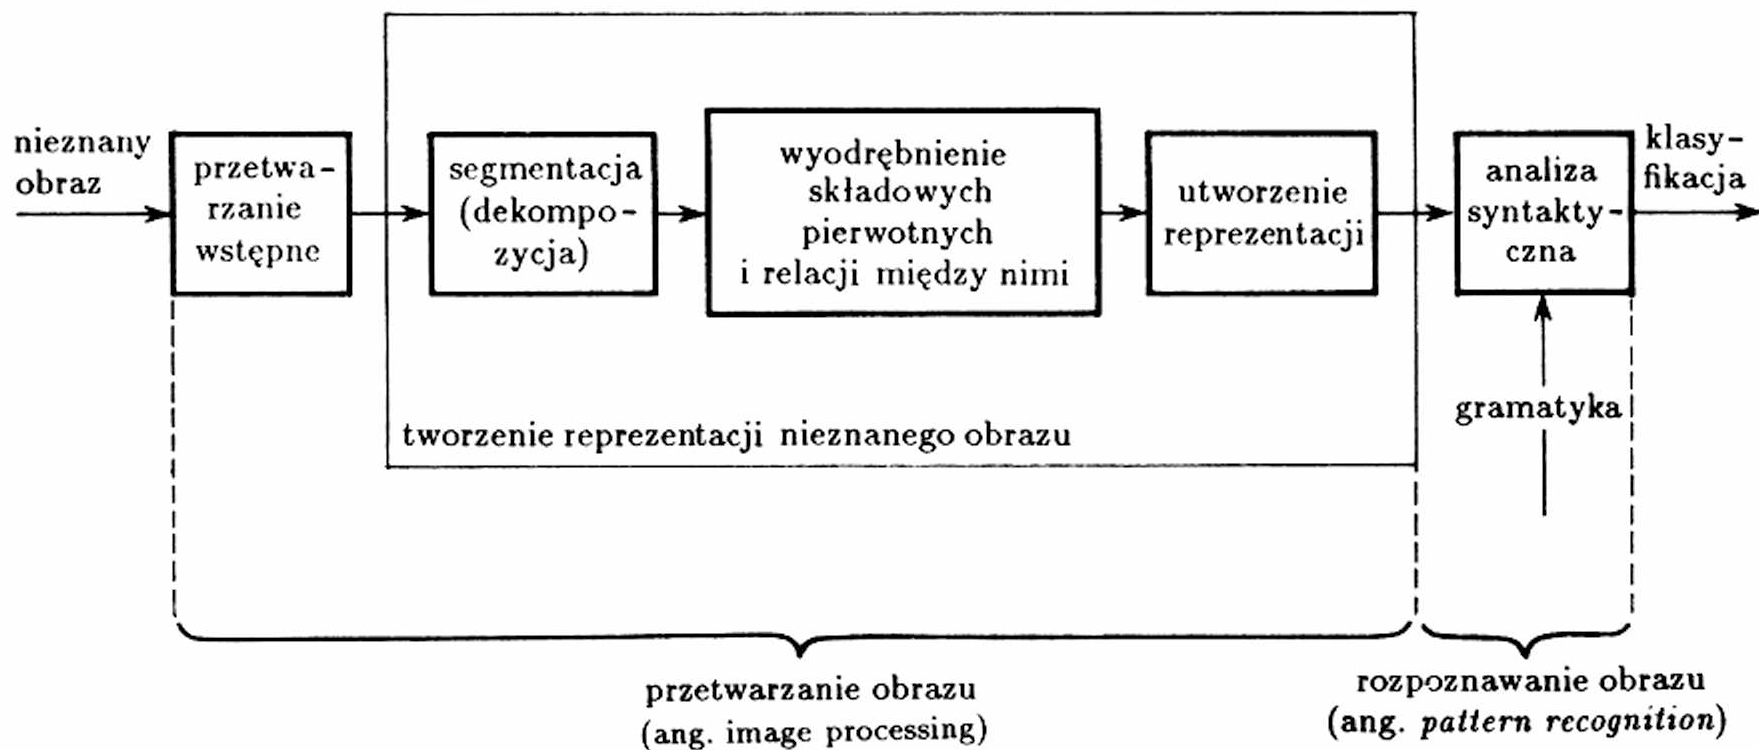 nieznany
obraz
przetwa-
rzanie
wstępne
segmentacja
(dekompo-
zycja)
wyodrębnienie
składowych
pierwotnych
i relacji między nimi
utworzenie
reprezentacji
analiza
syntakty-
czna
klasy-
fikacja
gramatyka
tworzenie reprezentacji nieznanego obrazu
przetwarzanie obrazu
(ang. image processing)
rozpoznawanie obrazu
(ang. pattern recognition)